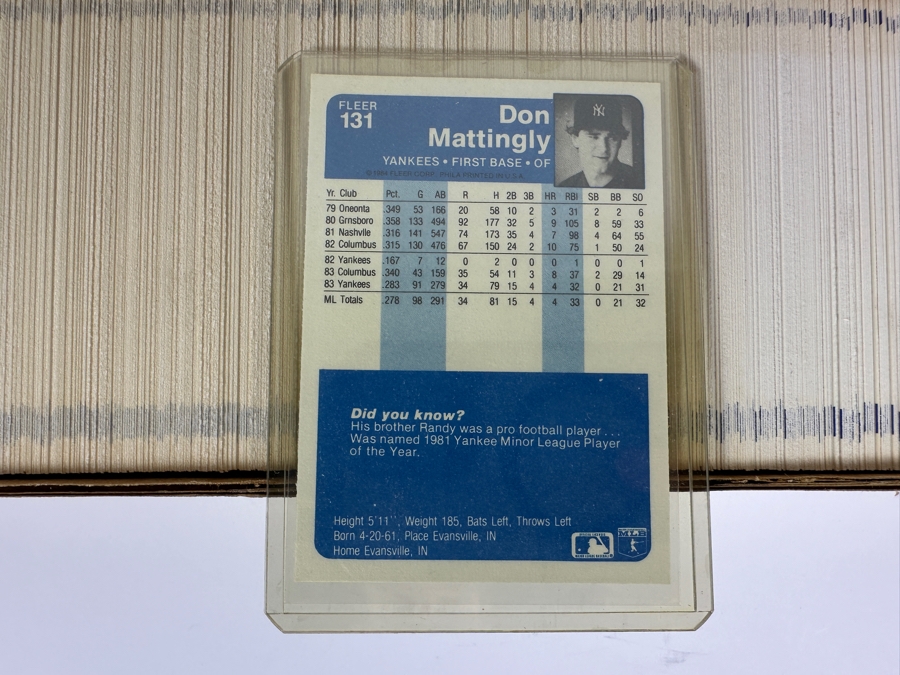 FLEER
131
Don
Mattingly
YANKEES • FIRST BASE • OF
© 1984 FLEER CORP., PHILA PRINTED IN U.S.A.
NY
Yr. Club Pct. G AB R H 2B 3B HR RBI SB BB SO
79 Oneonta .349 53 166 20 58 10 2 3 31 2 2 6
80 Grnsboro .358 133 494 92 177 32 5 9 105 8 59 33
81 Nashvlle .316 141 547 74 173 35 4 7 98 4 64 55
82 Columbus .315 130 476 67 150 24 2 10 75 1 50 24
82 Yankees .167 7 12 0 2 0 0 0 1 0 0 1
83 Columbus .340 43 159 35 54 11 3 8 37 2 29 14
83 Yankees .283 91 279 34 79 15 4 4 32 0 21 31
ML Totals .278 98 291 34 81 15 4 4 33 0 21 32
Did you know?
His brother Randy was a pro football player . . .
Was named 1981 Yankee Minor League Player
of the Year.
Height 5'11'', Weight 185, Bats Left, Throws Left
Born 4-20-61, Place Evansville, IN
Home Evansville, IN
MLB